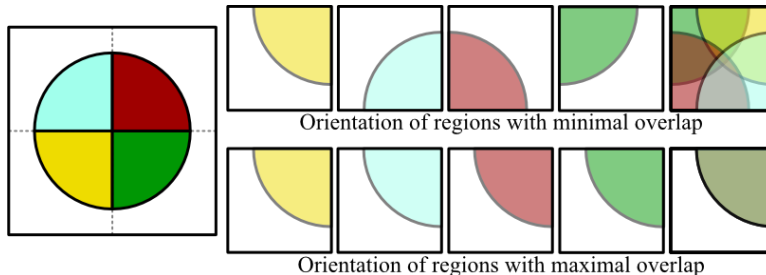 Orientation of regions with minimal overlap
Orientation of regions with maximal overlap